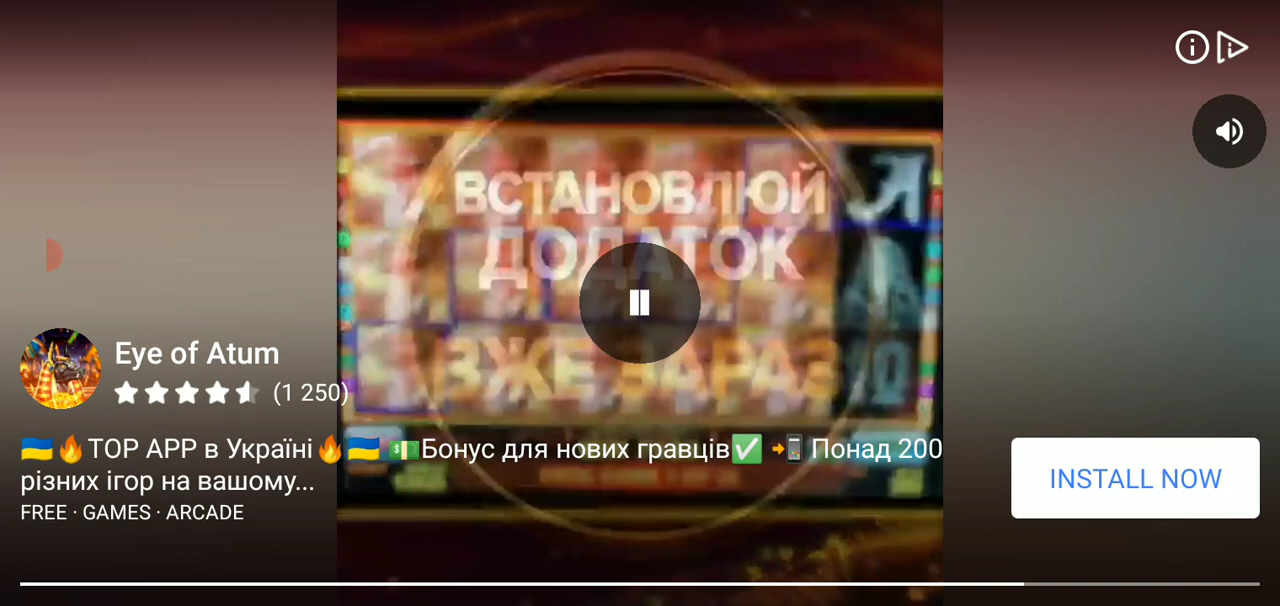 ВСТАНОВЛЮЙ
ДОДАТОК
ВЖЕ ЗАРАЗ
Eye of Atum
(1 250)
🇺🇦🔥TOP APP в Україні🔥🇺🇦💵Бонус для нових гравців✅ 📲 Понад 200
різних ігор на вашому...
FREE · GAMES · ARCADE
INSTALL NOW